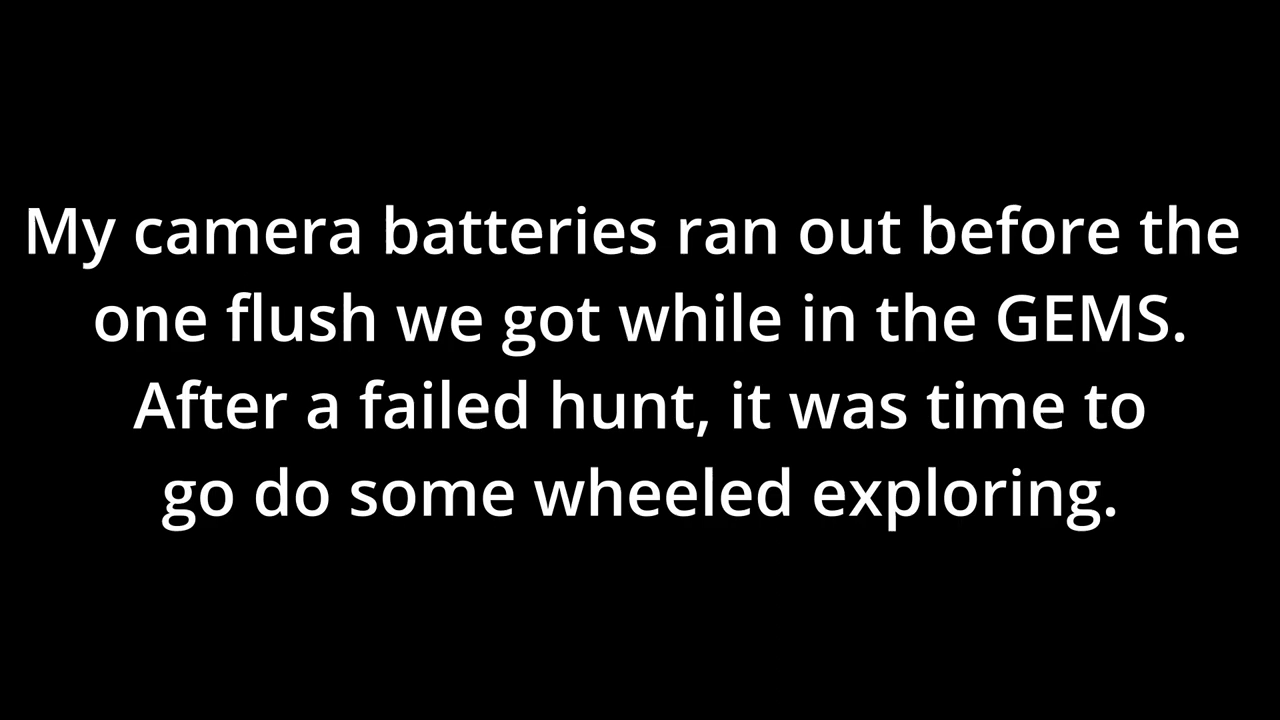 My camera batteries ran out before the
one flush we got while in the GEMS.
After a failed hunt, it was time to
go do some wheeled exploring.